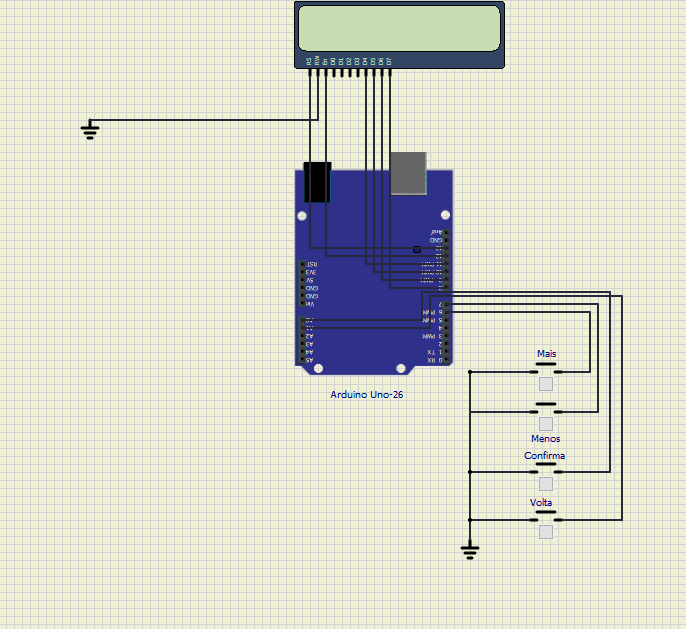 RS RW En D0 D1 D2 D3 D4 D5 D6 D7
Aref
GND
RST
3V3
5V
GND
GND
Vin
A2
A3
A4
A5
7
PWM 6
PWM 5
4
PWM 3
2
TX 1
RX 0
Arduino Uno-26
Mais
Menos
Confirma
Volta